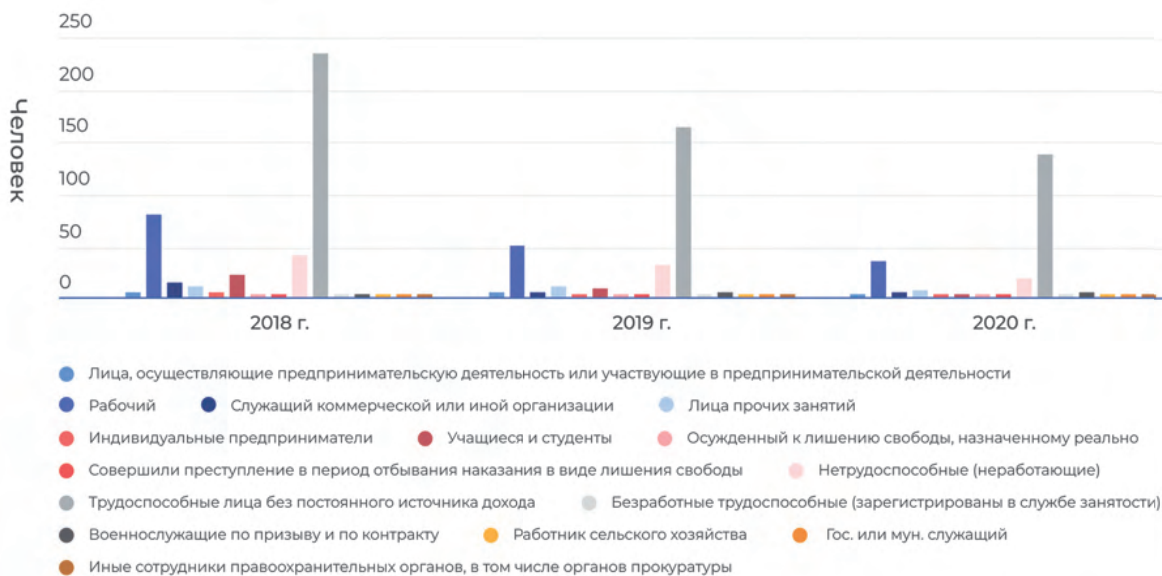 250
200
150
100
50
0
Человек
2018 г.
2019 г.
2020 г.
Лица, осуществляющие предпринимательскую деятельность или участвующие в предпринимательской деятельности
Рабочий
Служащий коммерческой или иной организации
Лица прочих занятий
Индивидуальные предприниматели
Учащиеся и студенты
Осужденный к лишению свободы, назначенному реально
Совершили преступление в период отбывания наказания в виде лишения свободы
Нетрудоспособные (неработающие)
Трудоспособные лица без постоянного источника дохода
Безработные трудоспособные (зарегистрированы в службе занятости)
Военнослужащие по призыву и по контракту
Работник сельского хозяйства
Гос. или мун. служащий
Иные сотрудники правоохранительных органов, в том числе органов прокуратуры